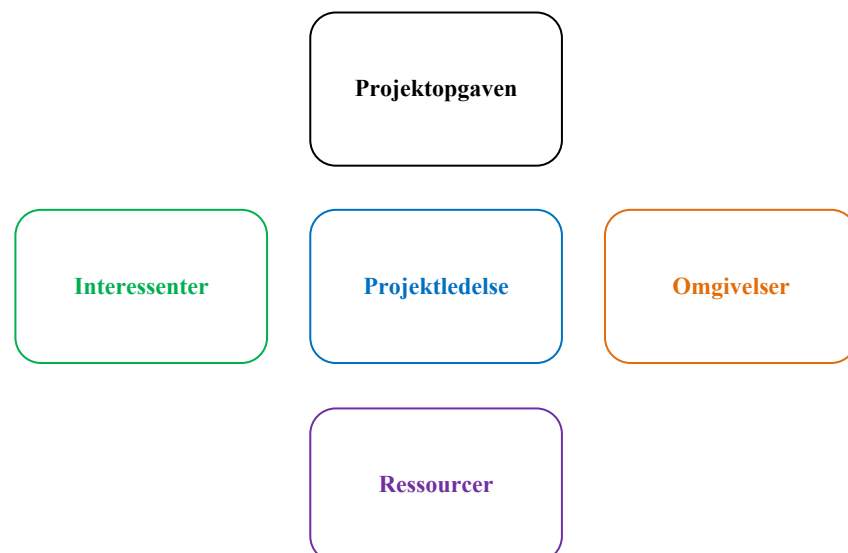 Projektopgaven
Interessenter
Projektledelse
Omgivelser
Ressourcer